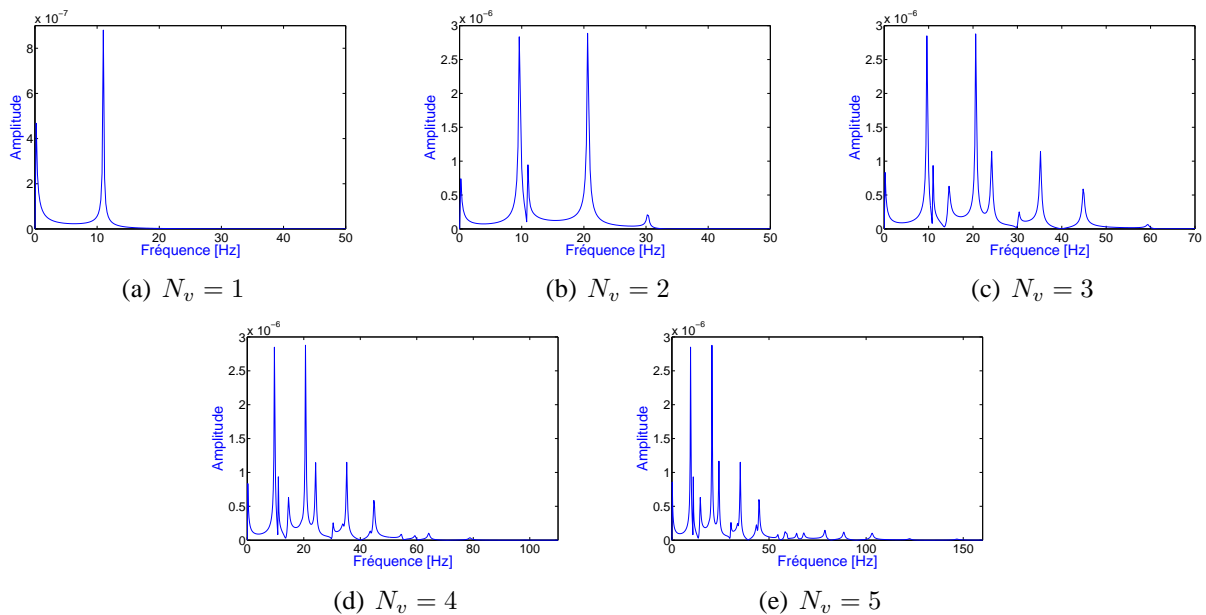 x 10⁻⁷
8
6
4
2
0
0 10 20 30 40 50
Amplitude
Fréquence [Hz]
(a) N_v = 1
x 10⁻⁶
3
2.5
2
1.5
1
0.5
0
0 10 20 30 40 50
Amplitude
Fréquence [Hz]
(b) N_v = 2
x 10⁻⁶
3
2.5
2
1.5
1
0.5
0
0 10 20 30 40 50 60 70
Amplitude
Fréquence [Hz]
(c) N_v = 3
x 10⁻⁶
3
2.5
2
1.5
1
0.5
0
0 20 40 60 80 100
Amplitude
Fréquence [Hz]
(d) N_v = 4
x 10⁻⁶
3
2.5
2
1.5
1
0.5
0
0 50 100 150
Amplitude
Fréquence [Hz]
(e) N_v = 5